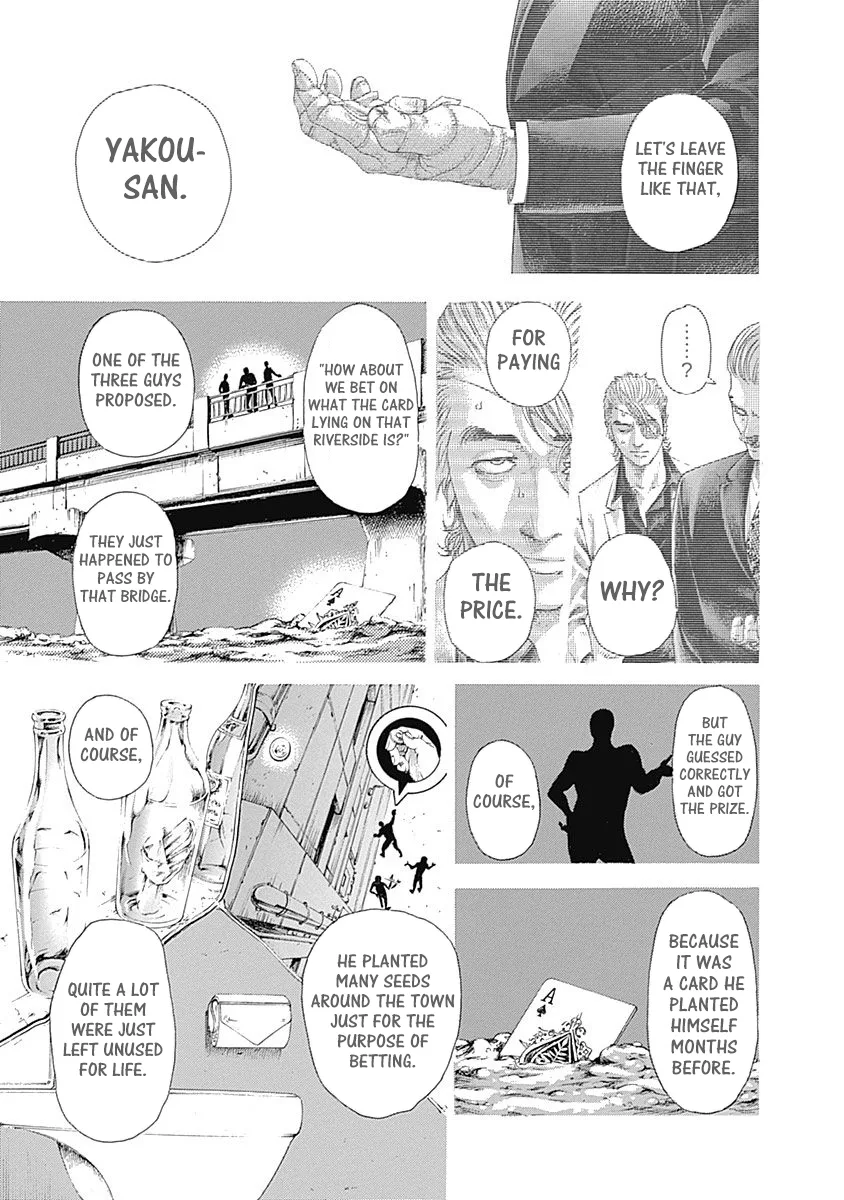 LET'S LEAVE
THE FINGER
LIKE THAT,
YAKOU-
SAN.
......
?
WHY?
FOR
PAYING
THE
PRICE.
"HOW ABOUT
WE BET ON
WHAT THE CARD
LYING ON THAT
RIVERSIDE IS?"
ONE OF THE
THREE GUYS
PROPOSED.
THEY JUST
HAPPENED TO
PASS BY
THAT BRIDGE.
A
BUT
THE GUY
GUESSED
CORRECTLY
AND GOT
THE PRIZE.
OF
COURSE,
BECAUSE
IT WAS
A CARD HE
PLANTED
HIMSELF
MONTHS
BEFORE.
A
AND OF
COURSE,
HE PLANTED
MANY SEEDS
AROUND THE TOWN
JUST FOR THE
PURPOSE OF
BETTING.
QUITE A LOT
OF THEM
WERE JUST
LEFT UNUSED
FOR LIFE.